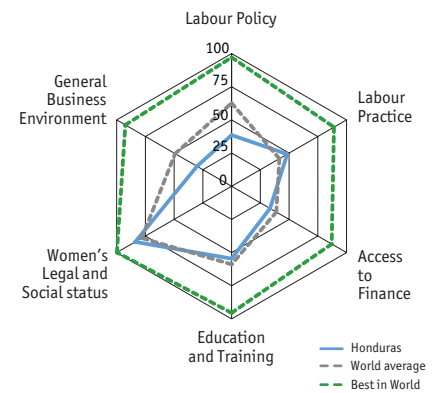 Labour Policy
100
75
50
25
0
General
Business
Environment
Labour
Practice
Women's
Legal and
Social status
Access
to
Finance
Education
and Training
Honduras
World average
Best in World